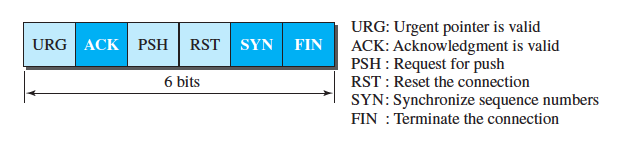 URG ACK PSH RST SYN FIN
6 bits
URG: Urgent pointer is valid
ACK: Acknowledgment is valid
PSH : Request for push
RST : Reset the connection
SYN: Synchronize sequence numbers
FIN : Terminate the connection